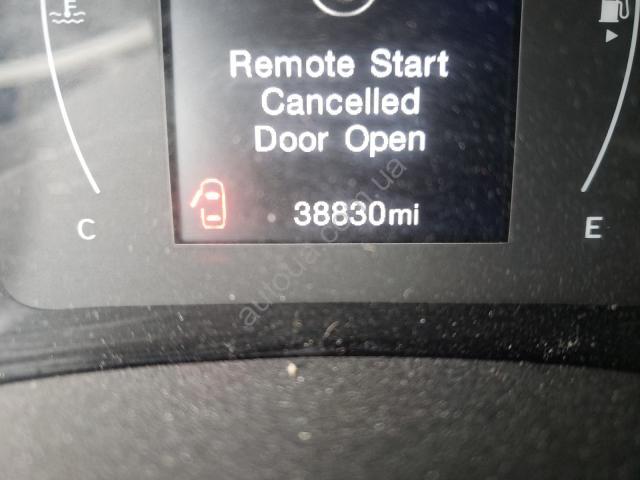 F
Remote Start
Cancelled
Door Open
38830mi
C
E
autoua.com.ua